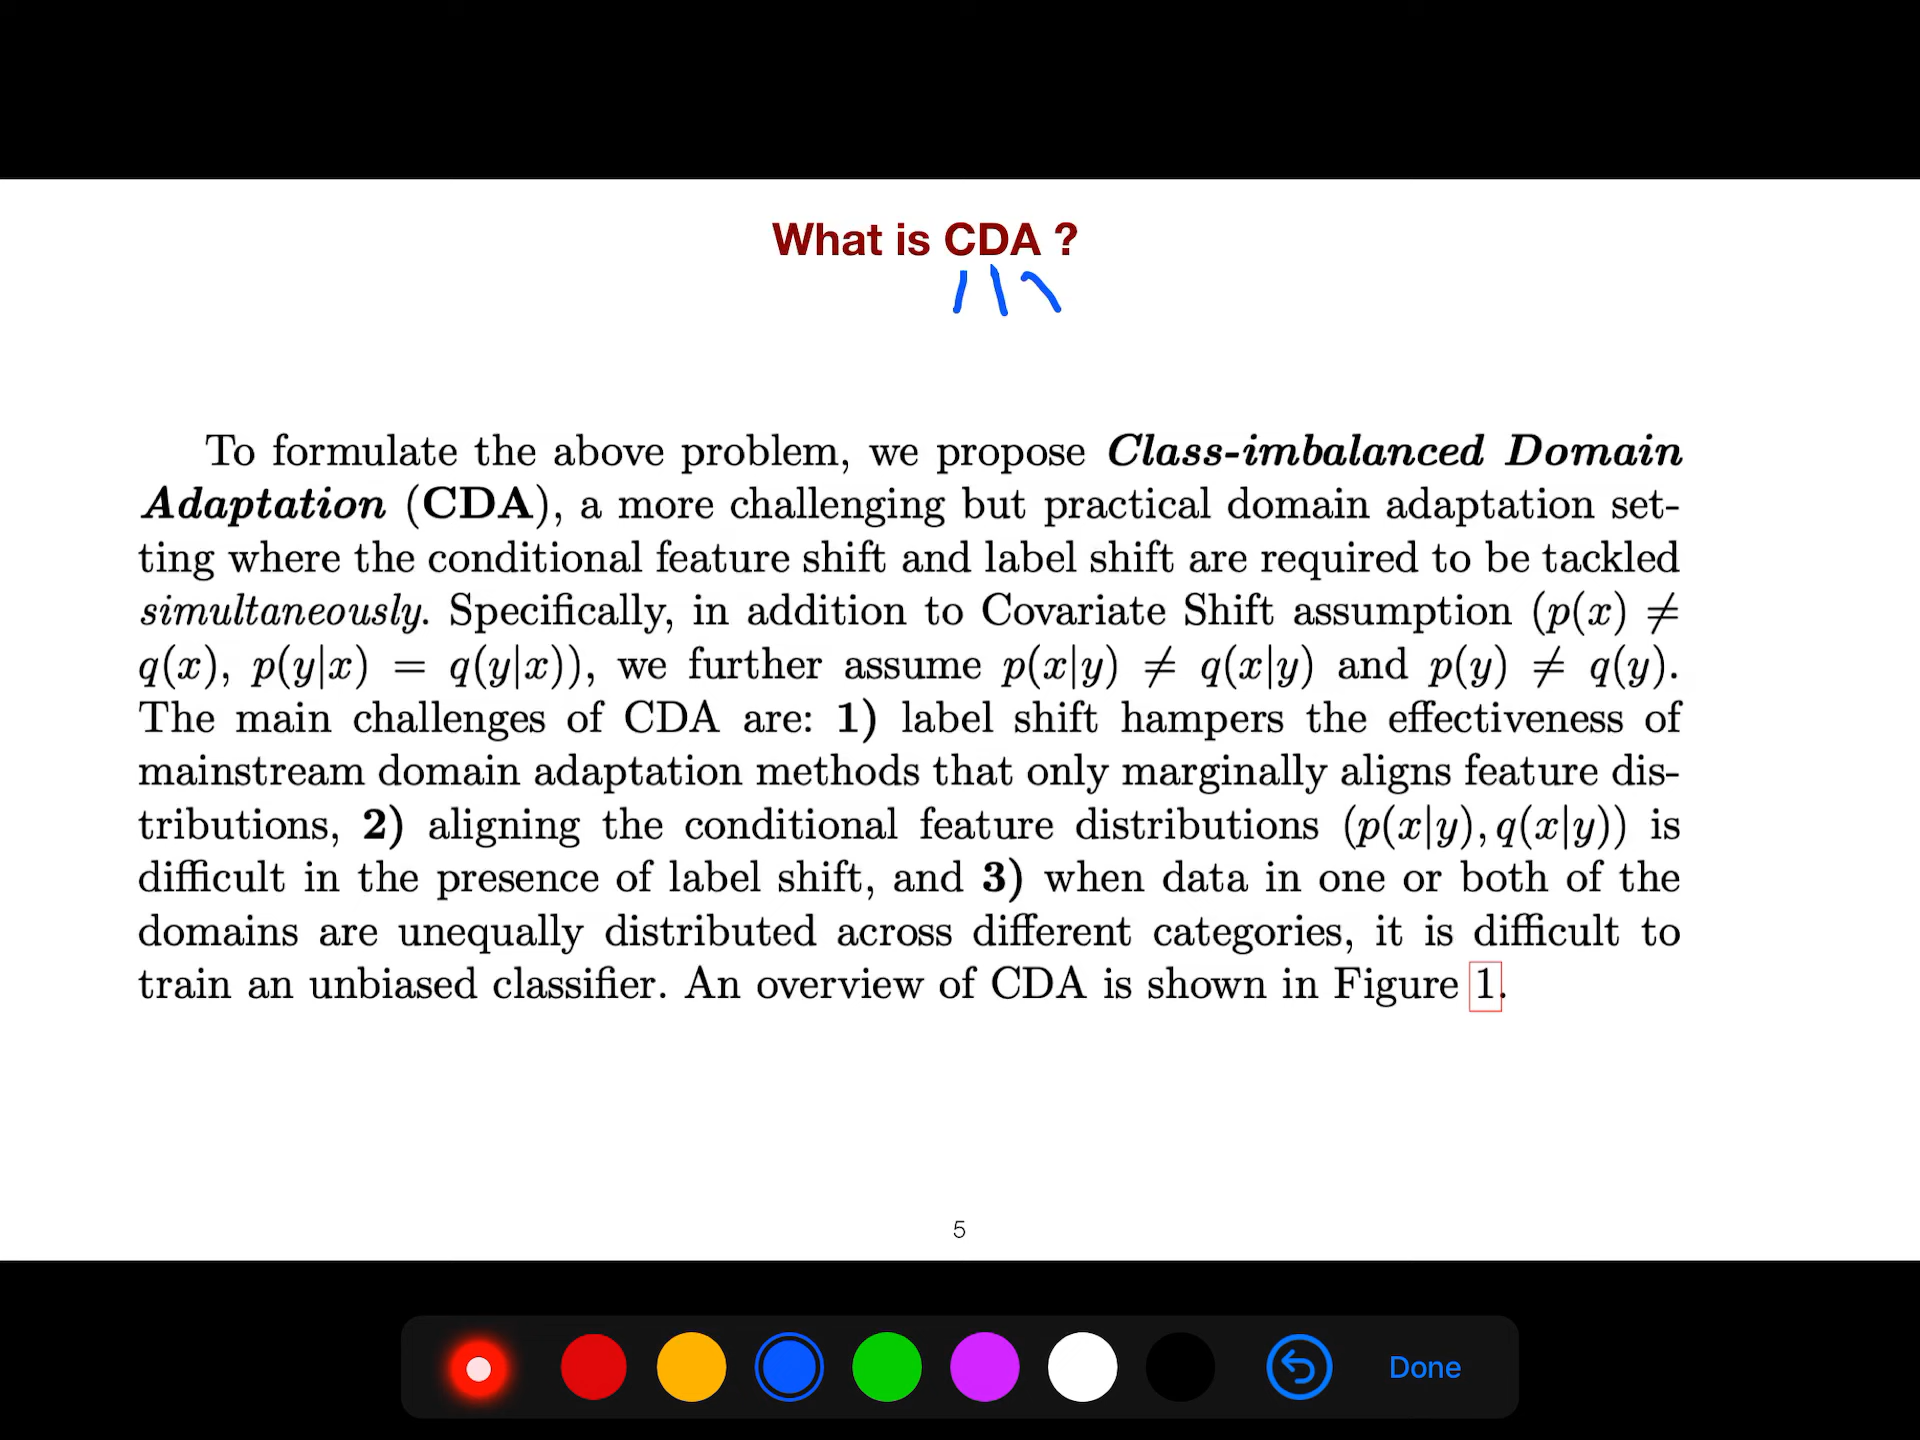 What is CDA ?
To formulate the above problem, we propose Class-imbalanced Domain
Adaptation (CDA), a more challenging but practical domain adaptation set-
ting where the conditional feature shift and label shift are required to be tackled
simultaneously. Specifically, in addition to Covariate Shift assumption (p(x) ≠
q(x), p(y|x) = q(y|x)), we further assume p(x|y) ≠ q(x|y) and p(y) ≠ q(y).
The main challenges of CDA are: 1) label shift hampers the effectiveness of
mainstream domain adaptation methods that only marginally aligns feature dis-
tributions, 2) aligning the conditional feature distributions (p(x|y), q(x|y)) is
difficult in the presence of label shift, and 3) when data in one or both of the
domains are unequally distributed across different categories, it is difficult to
train an unbiased classifier. An overview of CDA is shown in Figure 1.
5
Done